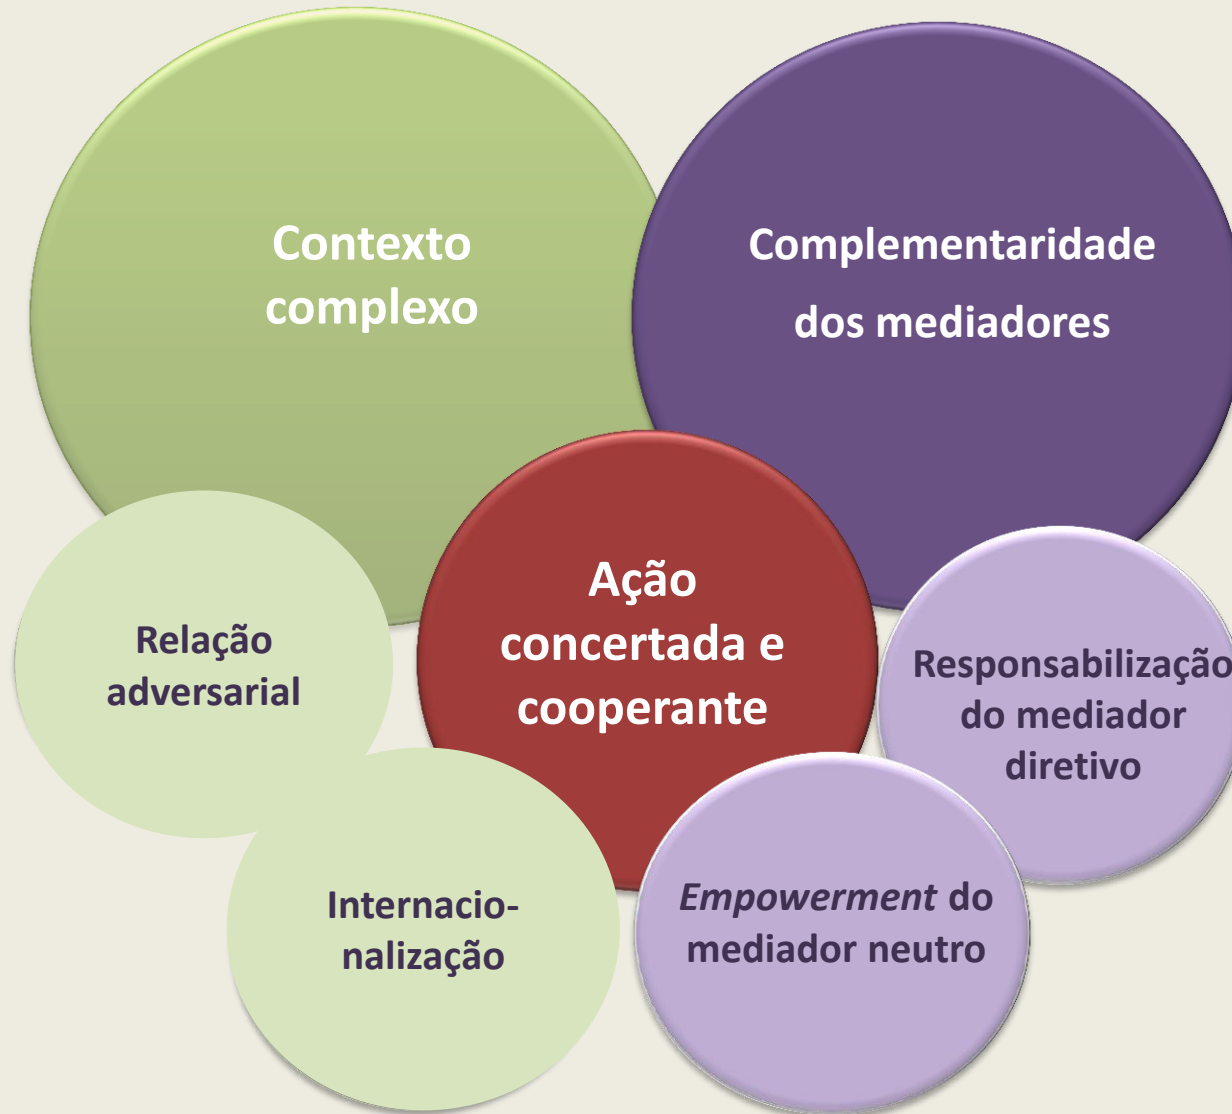 Contexto
complexo
Complementaridade
dos mediadores
Ação
concertada e
cooperante
Relação
adversarial
Responsabilização
do mediador
diretivo
Internacio-
nalização
Empowerment do
mediador neutro